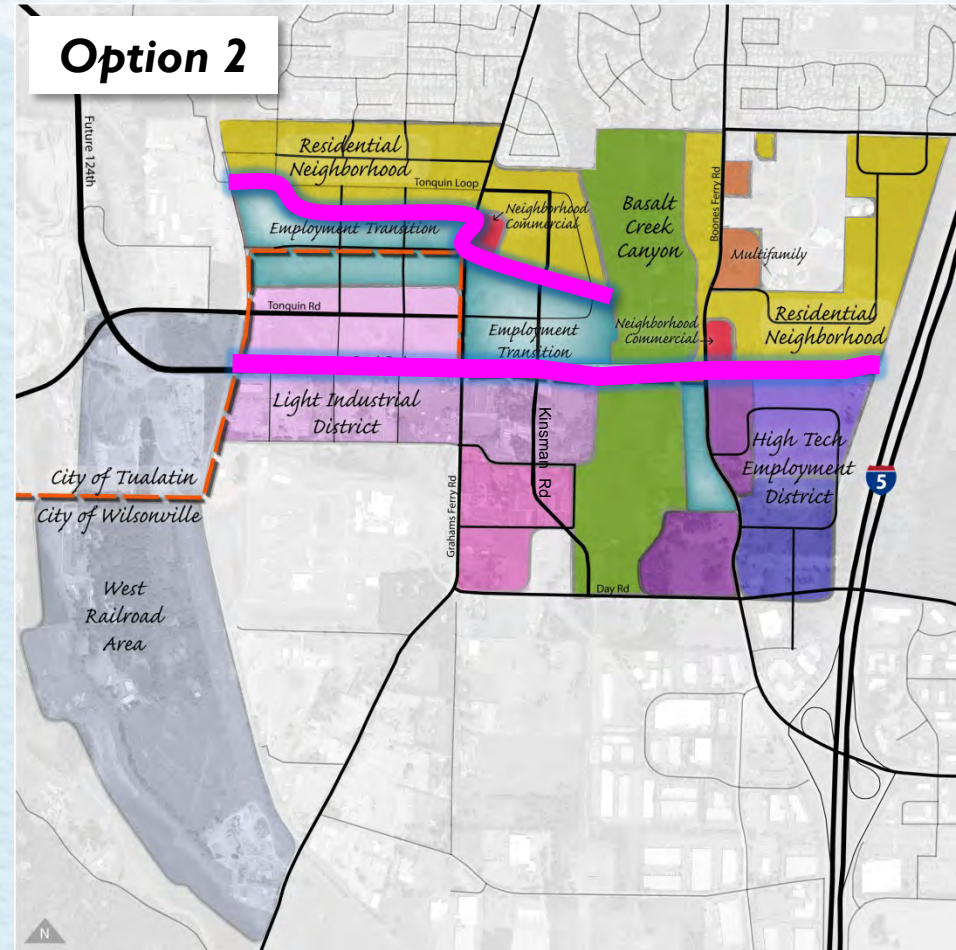 Option 2
Future 124th
Residential
Neighborhood
Tonquin Loop
Neighborhood
Commercial
Employment Transition
Basalt
Creek
Canyon
Boones Ferry Rd
Multifamily
Tonquin Rd
Employment
Transition
Neighborhood
Commercial
Residential
Neighborhood
Light Industrial
District
Kinsman Rd
High Tech
Employment
District
5
City of Tualatin
City of Wilsonville
Grahams Ferry Rd
West
Railroad
Area
Day Rd
N